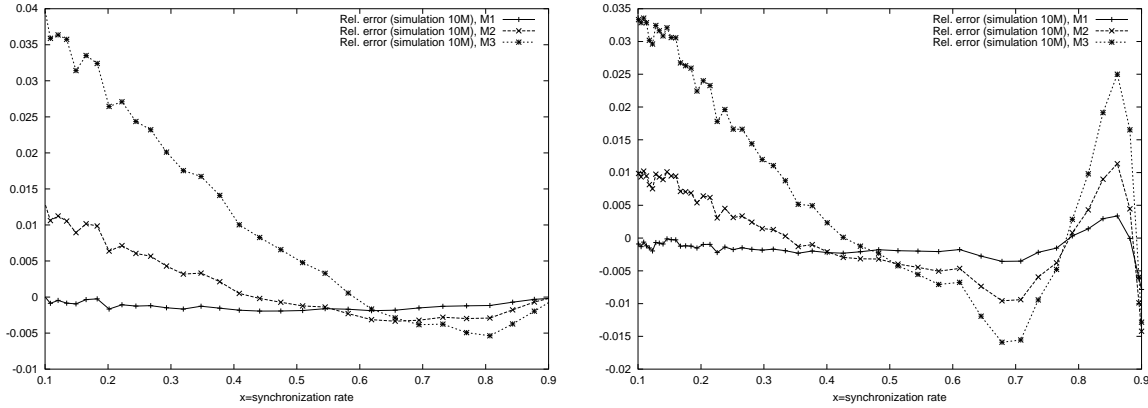 0.04
0.035
0.03
0.025
0.02
0.015
0.01
0.005
0
-0.005
-0.01
0.1 0.2 0.3 0.4 0.5 0.6 0.7 0.8 0.9
x=synchronization rate
Rel. error (simulation 10M), M1
Rel. error (simulation 10M), M2
Rel. error (simulation 10M), M3
0.035
0.03
0.025
0.02
0.015
0.01
0.005
0
-0.005
-0.01
-0.015
-0.02
0.1 0.2 0.3 0.4 0.5 0.6 0.7 0.8 0.9
x=synchronization rate
Rel. error (simulation 10M), M1
Rel. error (simulation 10M), M2
Rel. error (simulation 10M), M3